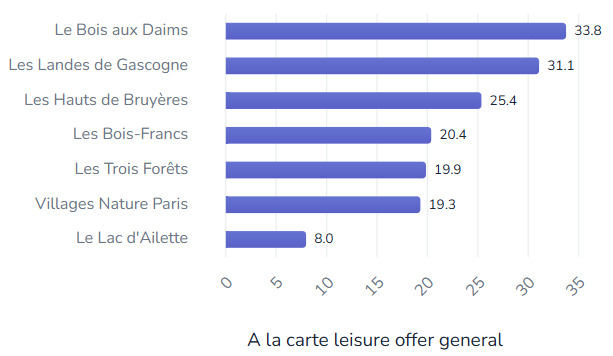 Le Bois aux Daims 33.8
Les Landes de Gascogne 31.1
Les Hauts de Bruyères 25.4
Les Bois-Francs 20.4
Les Trois Forêts 19.9
Villages Nature Paris 19.3
Le Lac d'Ailette 8.0
0 5 10 15 20 25 30 35
A la carte leisure offer general